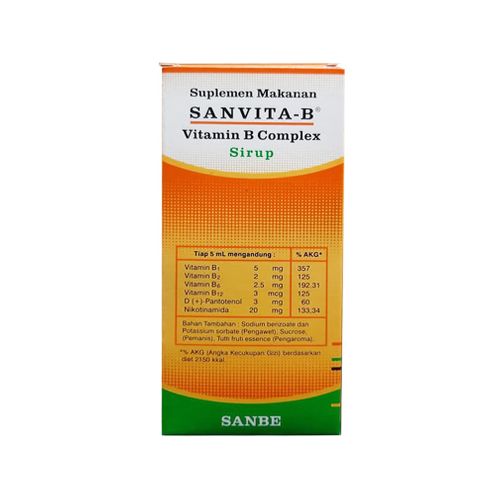 Suplemen Makanan
SANVITA-B®
Vitamin B Complex
Sirup
Tiap 5 mL mengandung : % AKG*
Vitamin B1 5 mg 357
Vitamin B2 2 mg 125
Vitamin B6 2.5 mg 192.31
Vitamin B12 3 mcg 125
D (+)-Pantotenol 3 mg 60
Nikotinamida 20 mg 133,34
Bahan Tambahan : Sodium benzoate dan
Potassium sorbate (Pengawet), Sucrose,
(Pemanis), Tutti fruti essence (Pengaroma).
*% AKG (Angka Kecukupan Gizi) berdasarkan
diet 2150 kkal.
SANBE